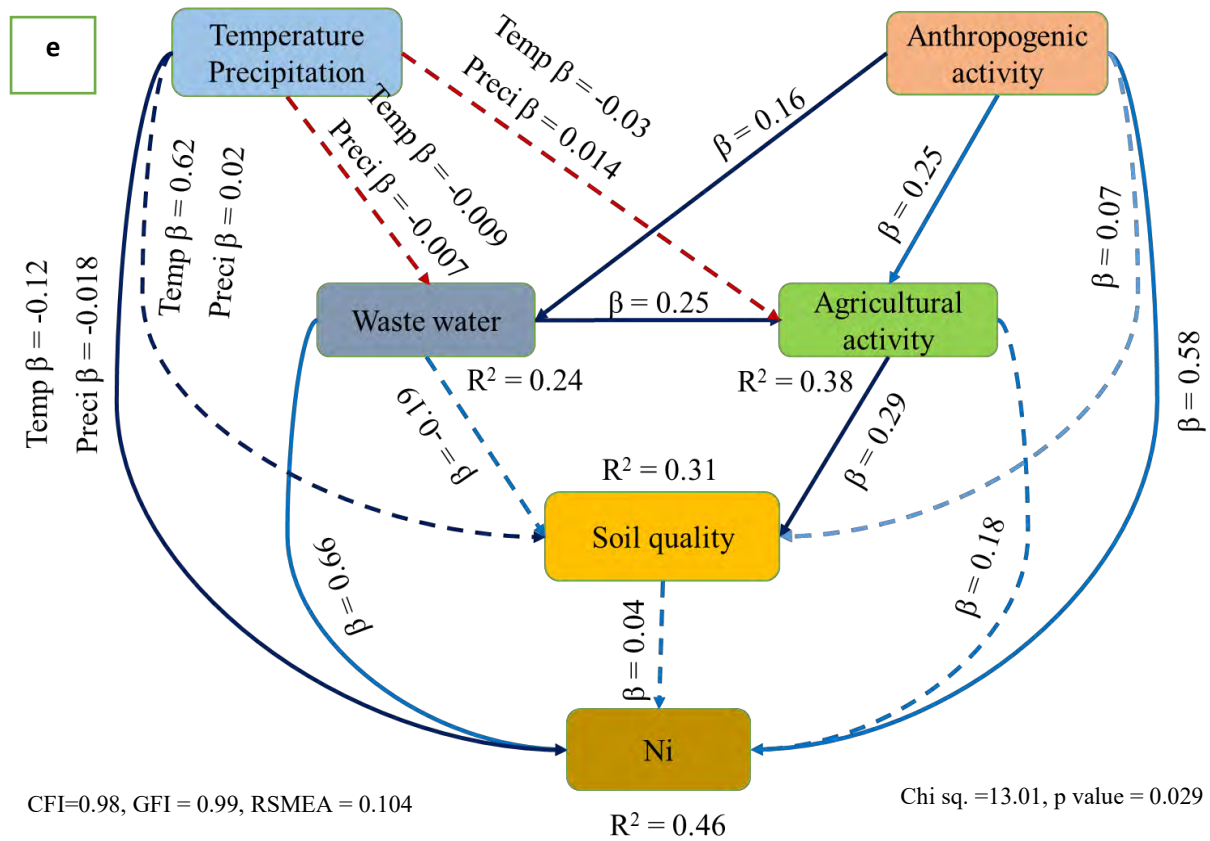 e
Temperature
Precipitation
Anthropogenic
activity
Temp β = -0.03
Preci β = 0.014
Temp β = -0.009
Preci β = -0.007
β = 0.16
β = 0.25
β = 0.07
Temp β = 0.62
Preci β = 0.02
Temp β = -0.12
Preci β = -0.018
β = 0.58
Waste water
β = 0.25
Agricultural
activity
R² = 0.24
R² = 0.38
β = -0.19
β = 0.29
R² = 0.31
Soil quality
β = 0.66
β = 0.04
β = 0.18
Ni
CFI=0.98, GFI = 0.99, RSMEA = 0.104
Chi sq. =13.01, p value = 0.029
R² = 0.46